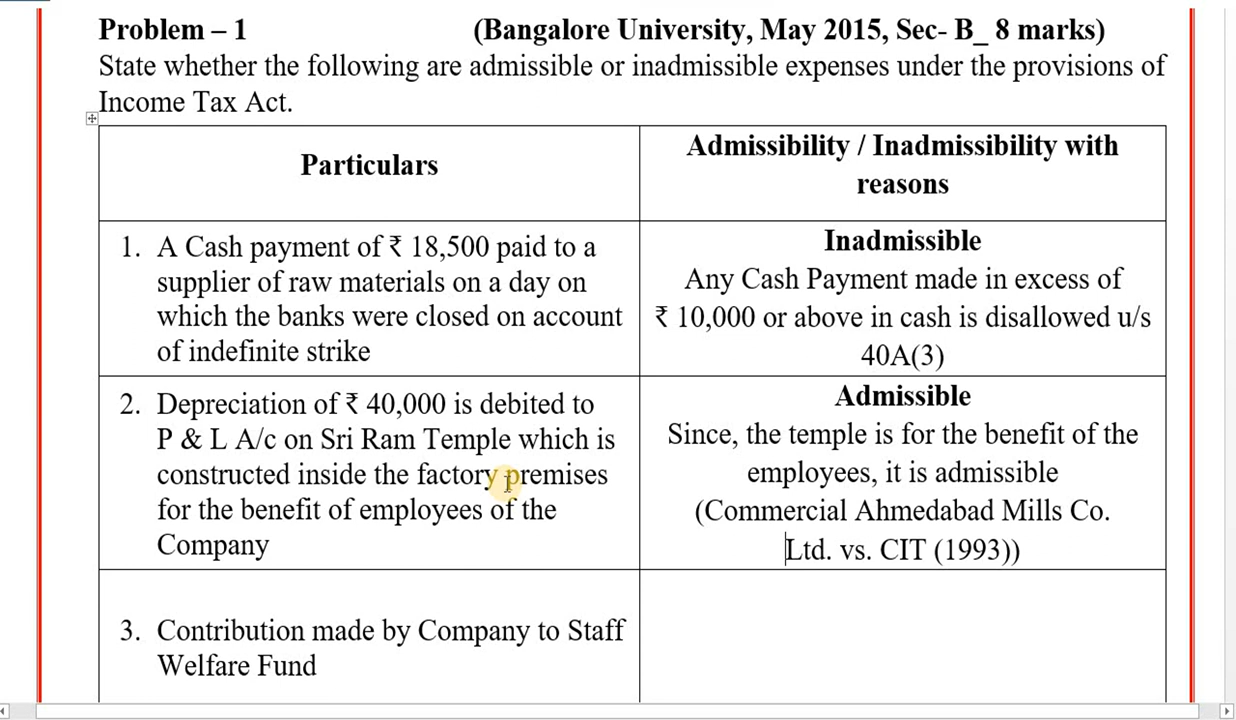 Problem – 1 (Bangalore University, May 2015, Sec- B_ 8 marks)
State whether the following are admissible or inadmissible expenses under the provisions of
Income Tax Act.
Particulars
Admissibility / Inadmissibility with
reasons
1. A Cash payment of ₹ 18,500 paid to a
supplier of raw materials on a day on
which the banks were closed on account
of indefinite strike
Inadmissible
Any Cash Payment made in excess of
₹ 10,000 or above in cash is disallowed u/s
40A(3)
2. Depreciation of ₹ 40,000 is debited to
P & L A/c on Sri Ram Temple which is
constructed inside the factory premises
for the benefit of employees of the
Company
Admissible
Since, the temple is for the benefit of the
employees, it is admissible
(Commercial Ahmedabad Mills Co.
Ltd. vs. CIT (1993))
3. Contribution made by Company to Staff
Welfare Fund